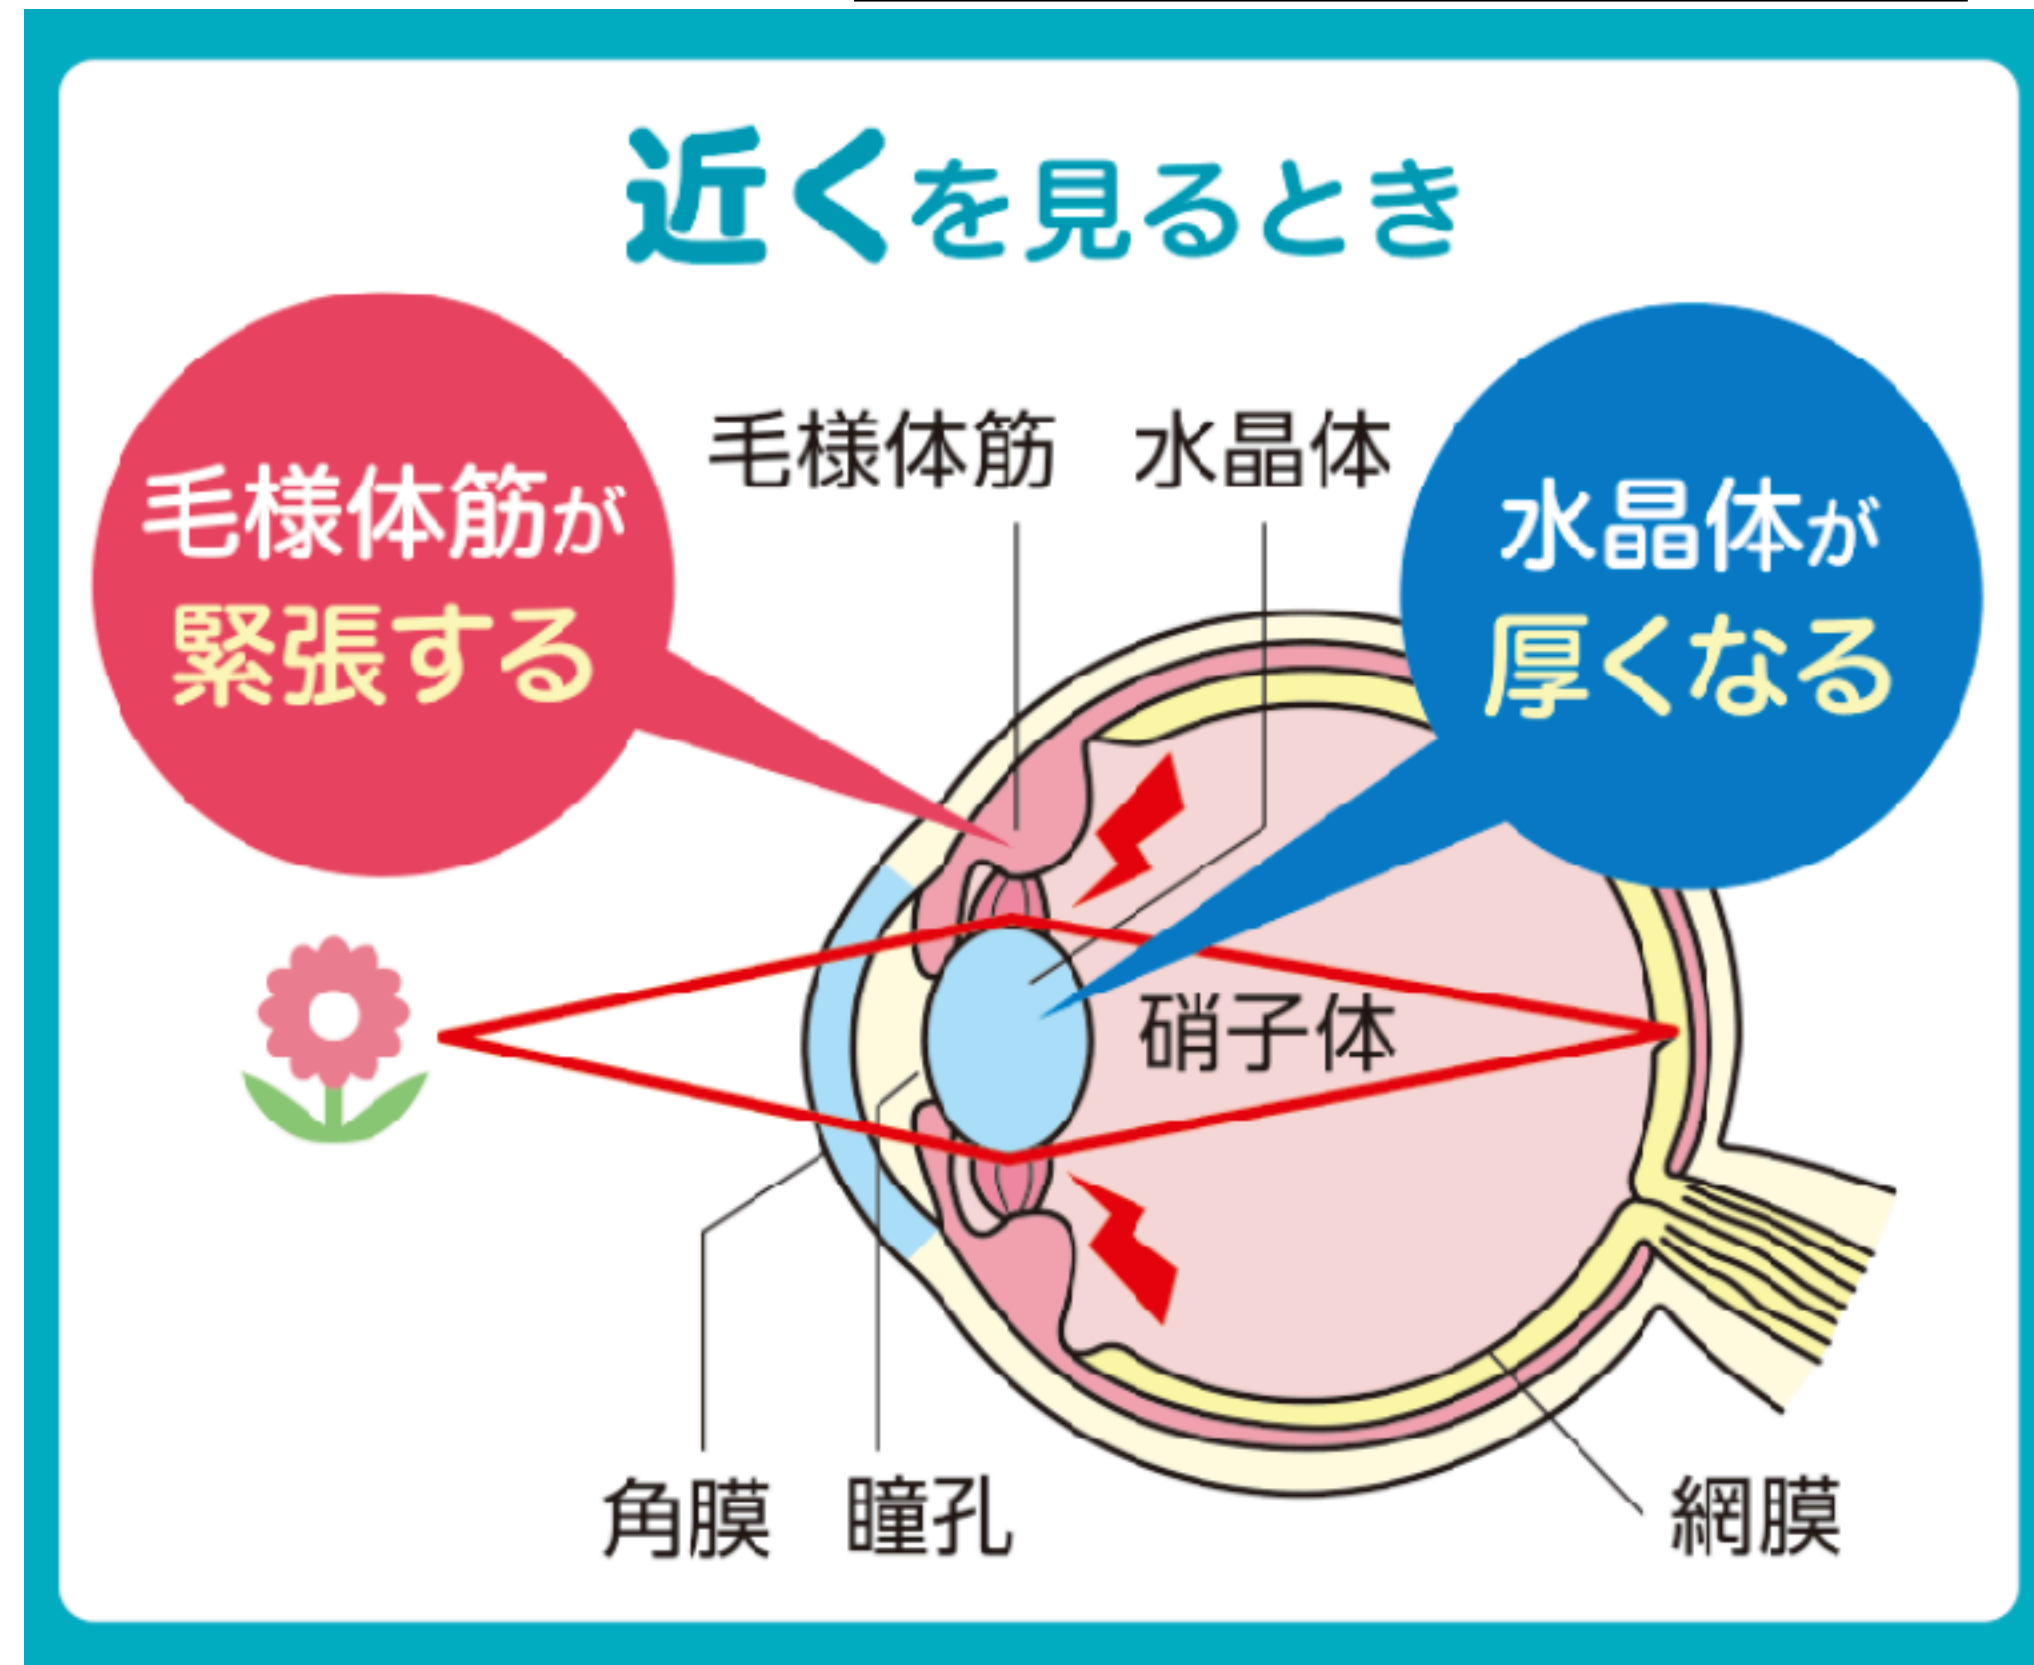 近くを見るとき
毛様体筋が
緊張する
毛様体筋
水晶体
水晶体が
厚くなる
硝子体
角膜
瞳孔
網膜